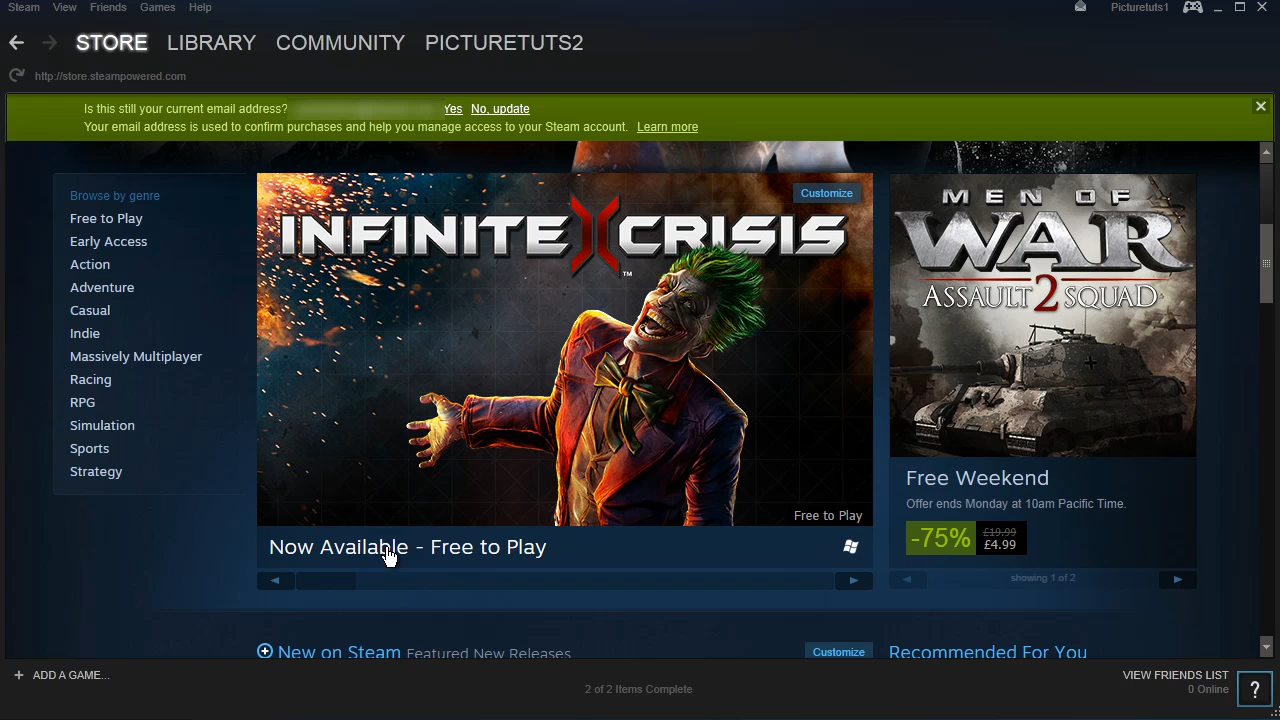 Steam View Friends Games Help
Picturetuts1
STORE LIBRARY COMMUNITY PICTURETUTS2
http://store.steampowered.com
Is this still your current email address? Yes No, update
Your email address is used to confirm purchases and help you manage access to your Steam account. Learn more
Browse by genre
Free to Play
Early Access
Action
Adventure
Casual
Indie
Massively Multiplayer
Racing
RPG
Simulation
Sports
Strategy
Customize
INFINITE CRISIS™
Free to Play
Now Available - Free to Play
MEN OF
WAR
ASSAULT 2 SQUAD
Free Weekend
Offer ends Monday at 10am Pacific Time.
-75% £19.99
£4.99
showing 1 of 2
New on Steam Featured New Releases
Customize
Recommended For You
+ ADD A GAME...
2 of 2 Items Complete
VIEW FRIENDS LIST
0 Online
?